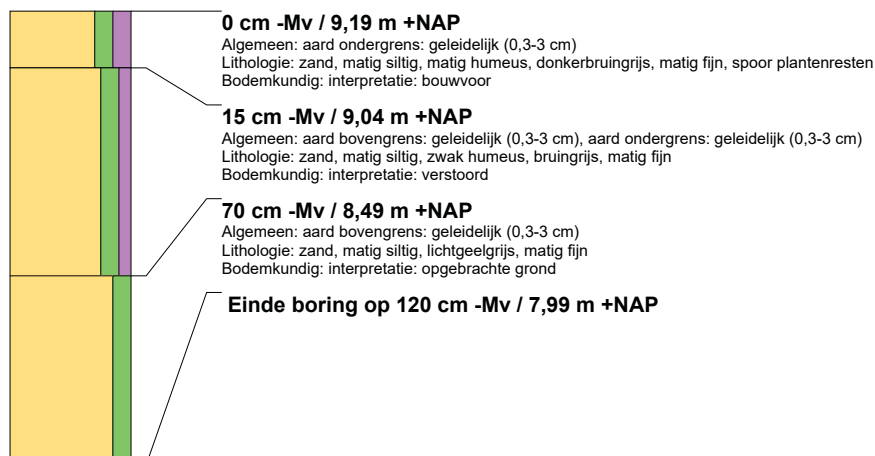 0 cm -Mv / 9,19 m +NAP
Algemeen: aard ondergrens: geleidelijk (0,3-3 cm)
Lithologie: zand, matig siltig, matig humeus, donkerbruingrijs, matig fijn, spoor plantenresten
Bodemkundig: interpretatie: bouwvoor
15 cm -Mv / 9,04 m +NAP
Algemeen: aard bovengrens: geleidelijk (0,3-3 cm), aard ondergrens: geleidelijk (0,3-3 cm)
Lithologie: zand, matig siltig, zwak humeus, bruingrijs, matig fijn
Bodemkundig: interpretatie: verstoord
70 cm -Mv / 8,49 m +NAP
Algemeen: aard bovengrens: geleidelijk (0,3-3 cm)
Lithologie: zand, matig siltig, lichtgeelgrijs, matig fijn
Bodemkundig: interpretatie: opgebrachte grond
Einde boring op 120 cm -Mv / 7,99 m +NAP